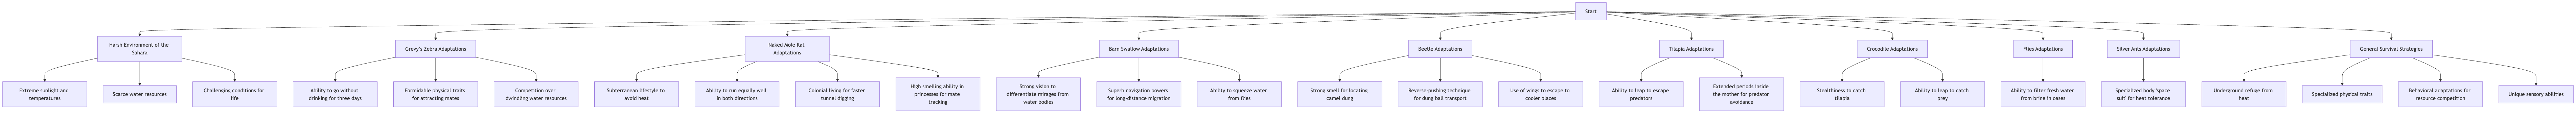 Start
Harsh Environment of the
Sahara
Grevy's Zebra Adaptations
Naked Mole Rat
Adaptations
Barn Swallow Adaptations
Beetle Adaptations
Tilapia Adaptations
Crocodile Adaptations
Flies Adaptations
Silver Ants Adaptations
General Survival Strategies
Extreme sunlight and
temperatures
Scarce water resources
Challenging conditions for
life
Ability to go without
drinking for three days
Formidable physical traits
for attracting mates
Competition over
dwindling water resources
Subterranean lifestyle to
avoid heat
Ability to run equally well
in both directions
Colonial living for faster
tunnel digging
High smelling ability in
princesses for mate
tracking
Strong vision to
differentiate mirages from
water bodies
Superb navigation powers
for long-distance migration
Ability to squeeze water
from flies
Strong smell for locating
camel dung
Reverse-pushing technique
for dung ball transport
Use of wings to escape to
cooler places
Ability to leap to escape
predators
Extended periods inside
the mother for predator
avoidance
Stealthiness to catch
tilapia
Ability to leap to catch
prey
Ability to filter fresh water
from brine in oases
Specialized body 'space
suit' for heat tolerance
Underground refuge from
heat
Specialized physical traits
Behavioral adaptations for
resource competition
Unique sensory abilities